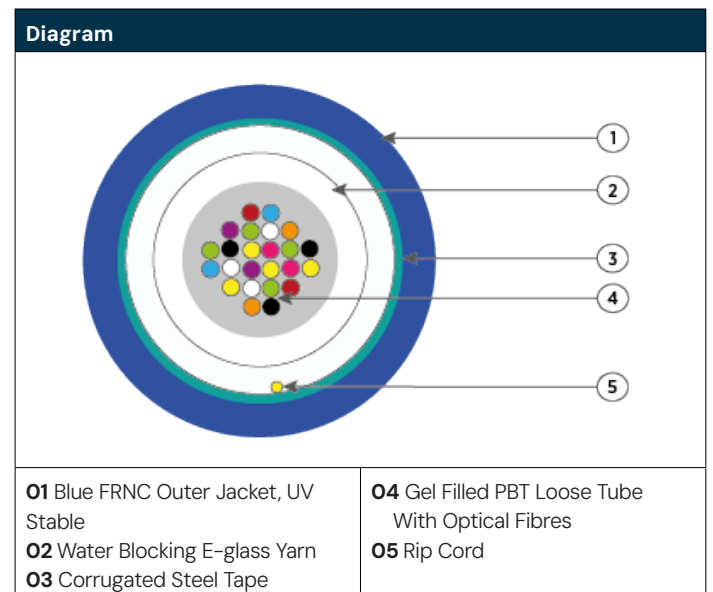 Diagram
1
2
3
4
5
01 Blue FRNC Outer Jacket, UV
Stable
02 Water Blocking E-glass Yarn
03 Corrugated Steel Tape
04 Gel Filled PBT Loose Tube
With Optical Fibres
05 Rip Cord